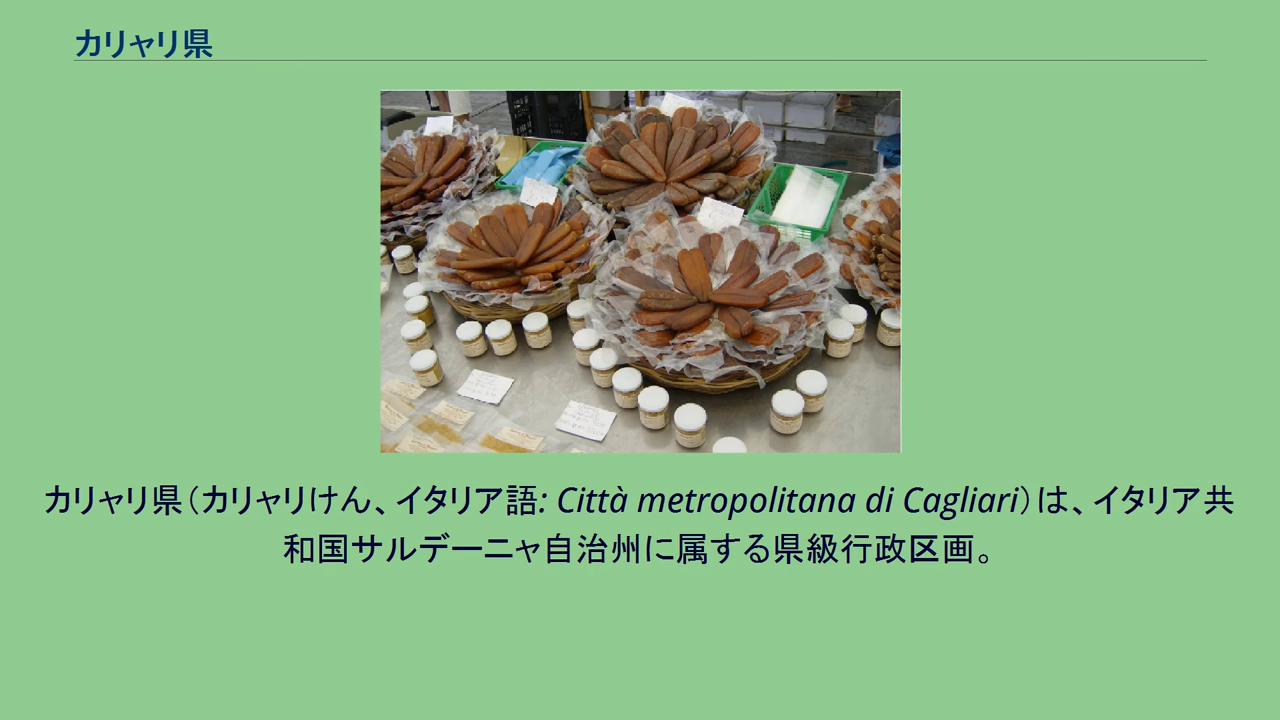 カリャリ県
カリャリ県（カリャリけん、イタリア語: Città metropolitana di Cagliari）は、イタリア共
和国サルデーニャ自治州に属する県級行政区画。